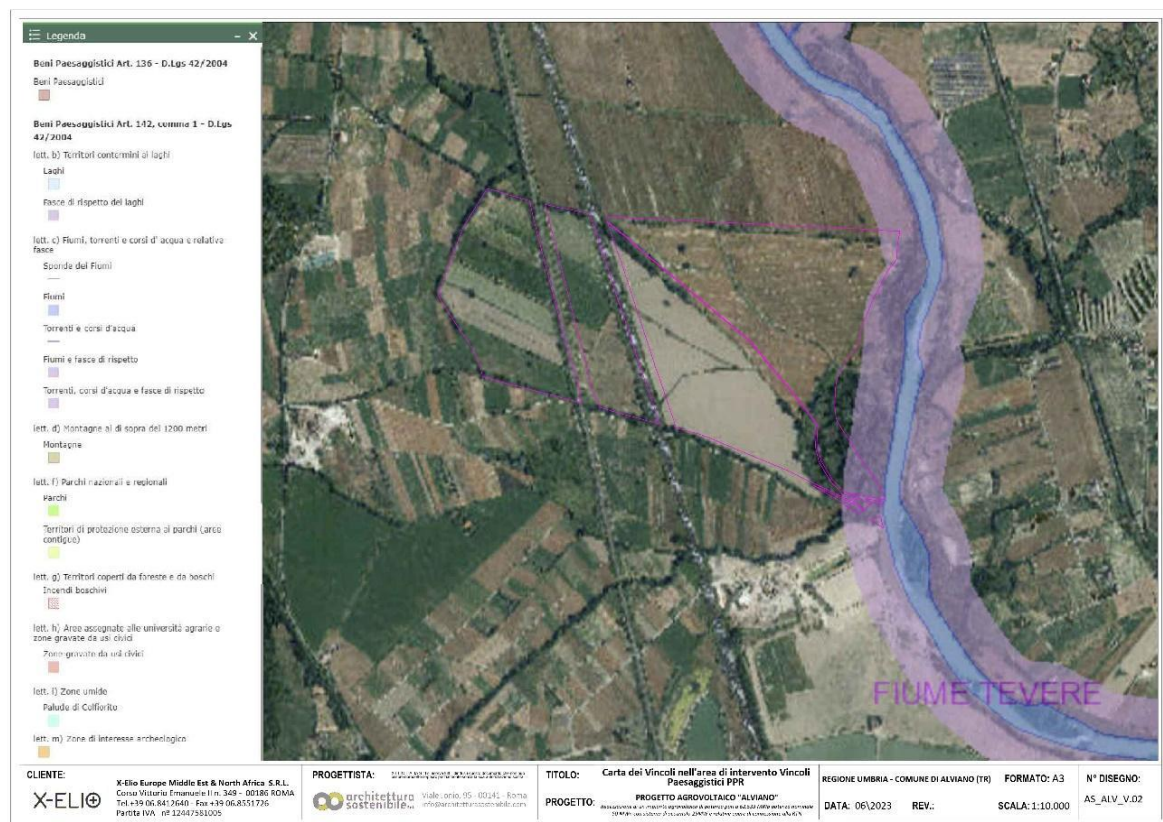 Legenda
Beni Paesaggistici Art. 136 - D.Lgs 42/2004
Beni Paesaggistici
Beni Paesaggistici Art. 142, comma 1 - D.Lgs
42/2004
lett. b) Territori contermini ai laghi
Laghi
Fasce di rispetto dei laghi
lett. c) Fiumi, torrenti e corsi d' acqua e relative
fasce
Sponde dei Fiumi
Fiumi
Torrenti e corsi d'acqua
Fiumi e fasce di rispetto
Torrenti, corsi d'acqua e fasce di rispetto
lett. d) Montagne al di sopra dei 1200 metri
Montagne
lett. f) Parchi nazionali e regionali
Parchi
Territori di protezione esterna ai parchi (aree
contigue)
lett. g) Territori coperti da foreste e da boschi
Incendi boschivi
lett. h) Aree assegnate alle università agrarie e
zone gravate da usi civici
Zone gravate da usi civici
lett. i) Zone umide
Palude di Colfiorito
lett. m) Zone di interesse archeologico
FIUME TEVERE
CLIENTE:
X-ELIO
X-Elio Europe Middle Est & North Africa S.R.L.
Corso Vittorio Emanuele II n. 349 - 00186 ROMA
Tel.+39 06.8412640 - Fax +39 06.8551726
Partita IVA n° 12447581005
PROGETTISTA:
architettura
sostenibile
Viale Jonio, 95 - 00141 - Roma
info@architetturasostenibile.com
TITOLO:
Carta dei Vincoli nell'area di intervento Vincoli
Paesaggistici PPR
PROGETTO:
PROGETTO AGROVOLTAICO "ALVIANO"
REGIONE UMBRIA - COMUNE DI ALVIANO (TR)
FORMATO: A3
DATA: 06\2023
REV.:
SCALA: 1:10.000
N° DISEGNO:
AS_ALV_V.02